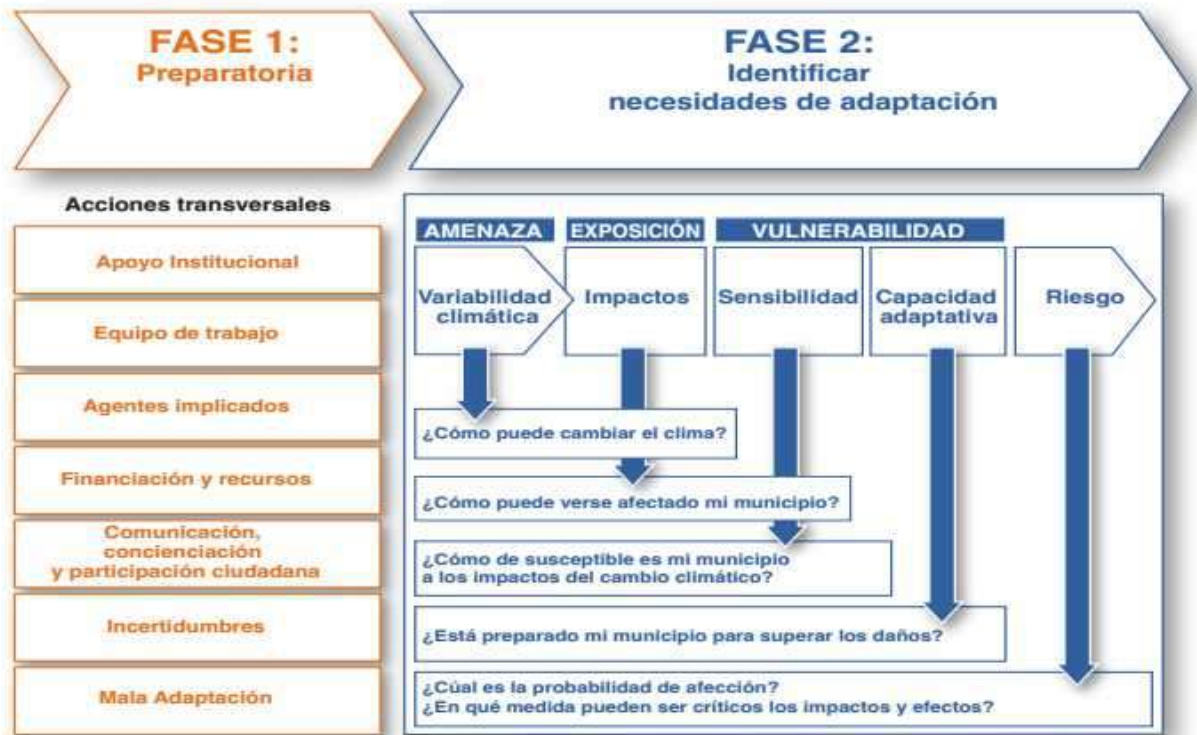 FASE 1:
Preparatoria
FASE 2:
Identificar
necesidades de adaptación
Acciones transversales
Apoyo Institucional
Equipo de trabajo
Agentes implicados
Financiación y recursos
Comunicación,
concienciación
y participación ciudadana
Incertidumbres
Mala Adaptación
AMENAZA
EXPOSICIÓN
VULNERABILIDAD
Variabilidad
climática
Impactos
Sensibilidad
Capacidad
adaptativa
Riesgo
¿Cómo puede cambiar el clima?
¿Cómo puede verse afectado mi municipio?
¿Cómo de susceptible es mi municipio
a los impactos del cambio climático?
¿Está preparado mi municipio para superar los daños?
¿Cúal es la probabilidad de afección?
¿En qué medida pueden ser críticos los impactos y efectos?